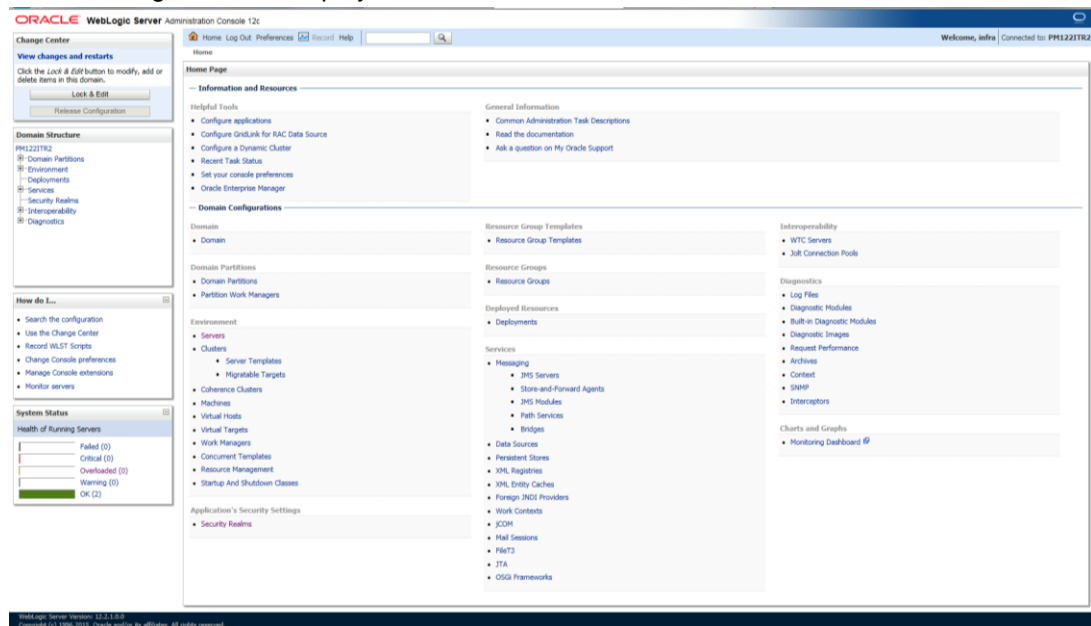 ORACLE WebLogic Server Administration Console 12c
Change Center
View changes and restarts
Click the Lock & Edit button to modify, add or
delete items in this domain.
Lock & Edit
Release Configuration
Domain Structure
PM122ITR2
Domain Partitions
Environment
Deployments
Services
Security Realms
Interoperability
Diagnostics
How do I...
Search the configuration
Use the Change Center
Record WLST Scripts
Change Console preferences
Manage Console extensions
Monitor servers
System Status
Health of Running Servers
Failed (0)
Critical (0)
Overloaded (0)
Warning (0)
OK (2)
Home Log Out Preferences Record Help
Welcome, infra Connected to: PM122ITR2
Home
Home Page
Information and Resources
Helpful Tools
Configure applications
Configure GridLink for RAC Data Source
Configure a Dynamic Cluster
Recent Task Status
Set your console preferences
Oracle Enterprise Manager
General Information
Common Administration Task Descriptions
Read the documentation
Ask a question on My Oracle Support
Domain Configurations
Domain
Domain
Domain Partitions
Domain Partitions
Partition Work Managers
Environment
Servers
Clusters
Server Templates
Migratable Targets
Coherence Clusters
Machines
Virtual Hosts
Virtual Targets
Work Managers
Concurrent Templates
Resource Management
Startup And Shutdown Classes
Application's Security Settings
Security Realms
Resource Group Templates
Resource Group Templates
Resource Groups
Resource Groups
Deployed Resources
Deployments
Services
Messaging
JMS Servers
Store-and-Forward Agents
JMS Modules
Path Services
Bridges
Data Sources
Persistent Stores
XML Registries
XML Entity Caches
Foreign JNDI Providers
Work Contexts
jCOM
Mail Sessions
FileT3
JTA
OSGi Frameworks
Interoperability
WTC Servers
Jolt Connection Pools
Diagnostics
Log Files
Diagnostic Modules
Built-in Diagnostic Modules
Diagnostic Images
Request Performance
Archives
Context
SNMP
Interceptors
Charts and Graphs
Monitoring Dashboard
WebLogic Server Version: 12.2.1.0.0
Copyright (c) 1996,2015, Oracle and/or its affiliates. All rights reserved.